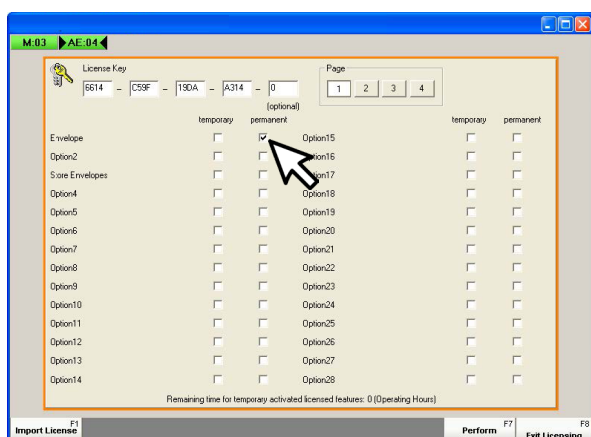 M:03 AE:04
License Key
Page
6614 – C59F – 19DA – A314 – 0
1 2 3 4
(optional)
temporary permanent temporary permanent
Envelope Option15
Option2 Option16
Store Envelopes Option17
Option4 Option18
Option5 Option19
Option6 Option20
Option7 Option21
Option8 Option22
Option9 Option23
Option10 Option24
Option11 Option25
Option12 Option26
Option13 Option27
Option14 Option28
Remaining time for temporary activated licensed features: 0 (Operating Hours)
F1 F7 F8
Import License Perform Exit Licensing